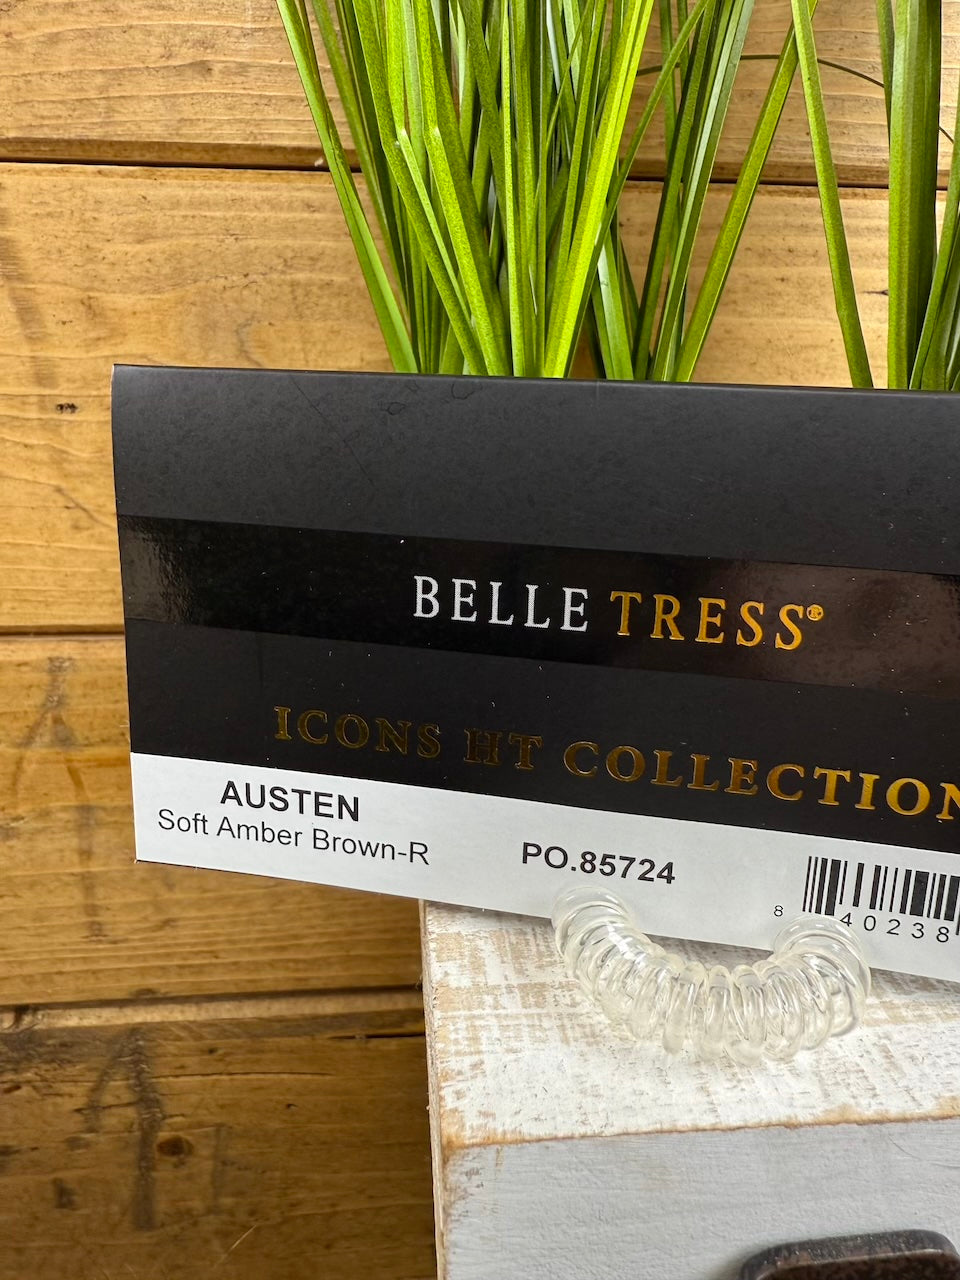 BELLE TRESS®
ICONS HT COLLECTION
AUSTEN
Soft Amber Brown-R
PO.85724
8 40238